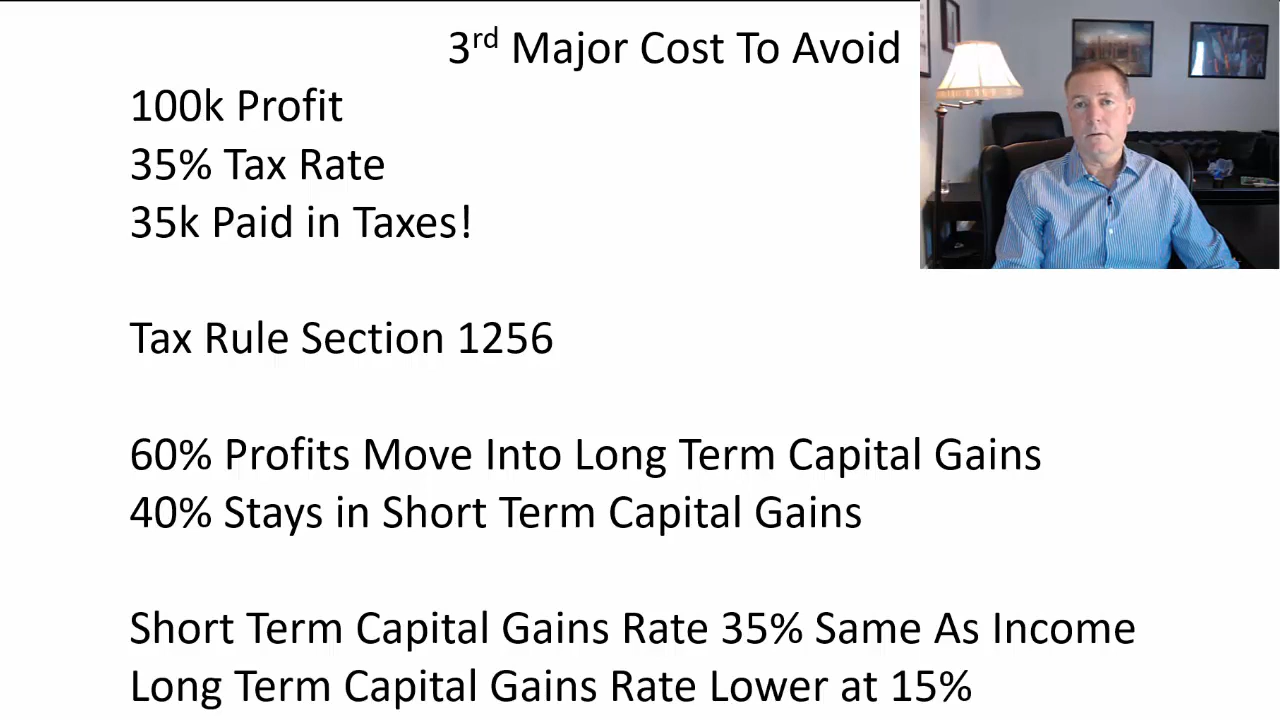 3rd Major Cost To Avoid
100k Profit
35% Tax Rate
35k Paid in Taxes!
Tax Rule Section 1256
60% Profits Move Into Long Term Capital Gains
40% Stays in Short Term Capital Gains
Short Term Capital Gains Rate 35% Same As Income
Long Term Capital Gains Rate Lower at 15%